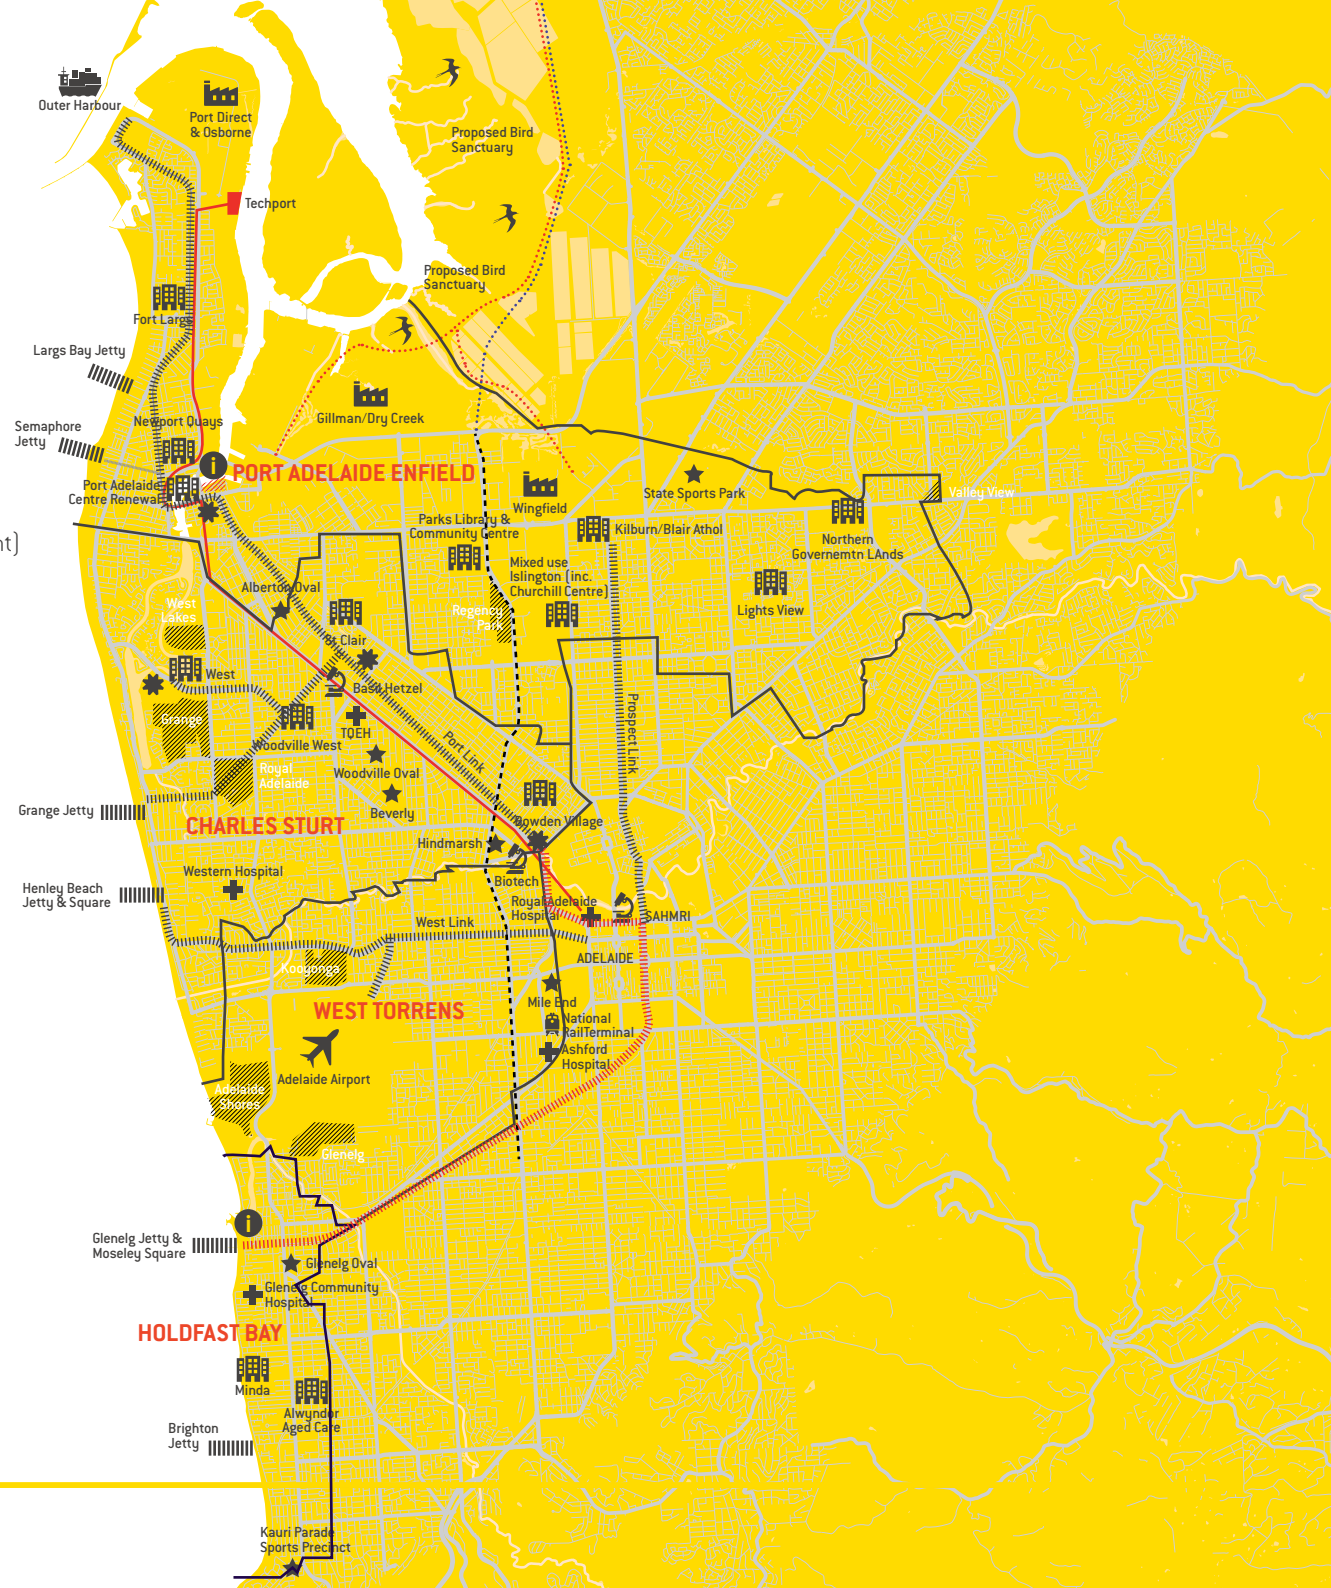 Outer Harbour
Port Direct
& Osborne
Proposed Bird
Sanctuary
Techport
Proposed Bird
Sanctuary
Fort Largs
Largs Bay Jetty
Gillman/Dry Creek
Newport Quays
Semaphore
Jetty
i
PORT ADELAIDE ENFIELD
Port Adelaide
Centre Renewal
State Sports Park
Valley View
Wingfield
Parks Library &
Community Centre
Kilburn/Blair Athol
Northern
Governemtn LAnds
nt)
Mixed use
Islington (inc.
Churchill Centre)
Alberton Oval
Lights View
West
Lakes
Regency
Park
St Clair
West
Basil Hetzel
Grange
TQEH
Woodville West
Port Link
Prospect Link
Royal
Adelaide
Woodville Oval
Grange Jetty
Beverly
CHARLES STURT
Bowden Village
Hindmarsh
Western Hospital
Biotech
Henley Beach
Jetty & Square
Royal Adelaide
Hospital
SAHMRI
West Link
ADELAIDE
Kooyonga
Mile End
WEST TORRENS
National
RailTerminal
Ashford
Hospital
Adelaide Airport
Adelaide
Shores
Glenelg
i
Glenelg Jetty &
Moseley Square
Glenelg Oval
Glenelg Community
Hospital
HOLDFAST BAY
Minda
Alwyndor
Aged Care
Brighton
Jetty
Kauri Parade
Sports Precinct